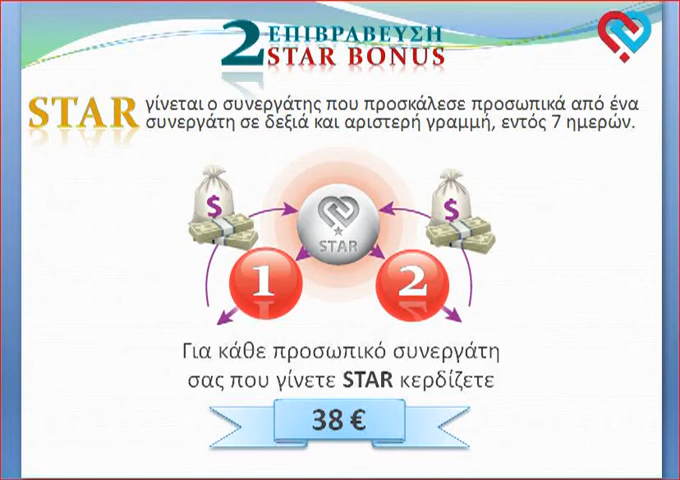 2 ΕΠΙΒΡΑΒΕΥΣΗ
STAR BONUS
STAR γίνεται ο συνεργάτης που προσκάλεσε προσωπικά από ένα
συνεργάτη σε δεξιά και αριστερή γραμμή, εντός 7 ημερών.
$
$
STAR
1
2
Για κάθε προσωπικό συνεργάτη
σας που γίνετε STAR κερδίζετε
38 €